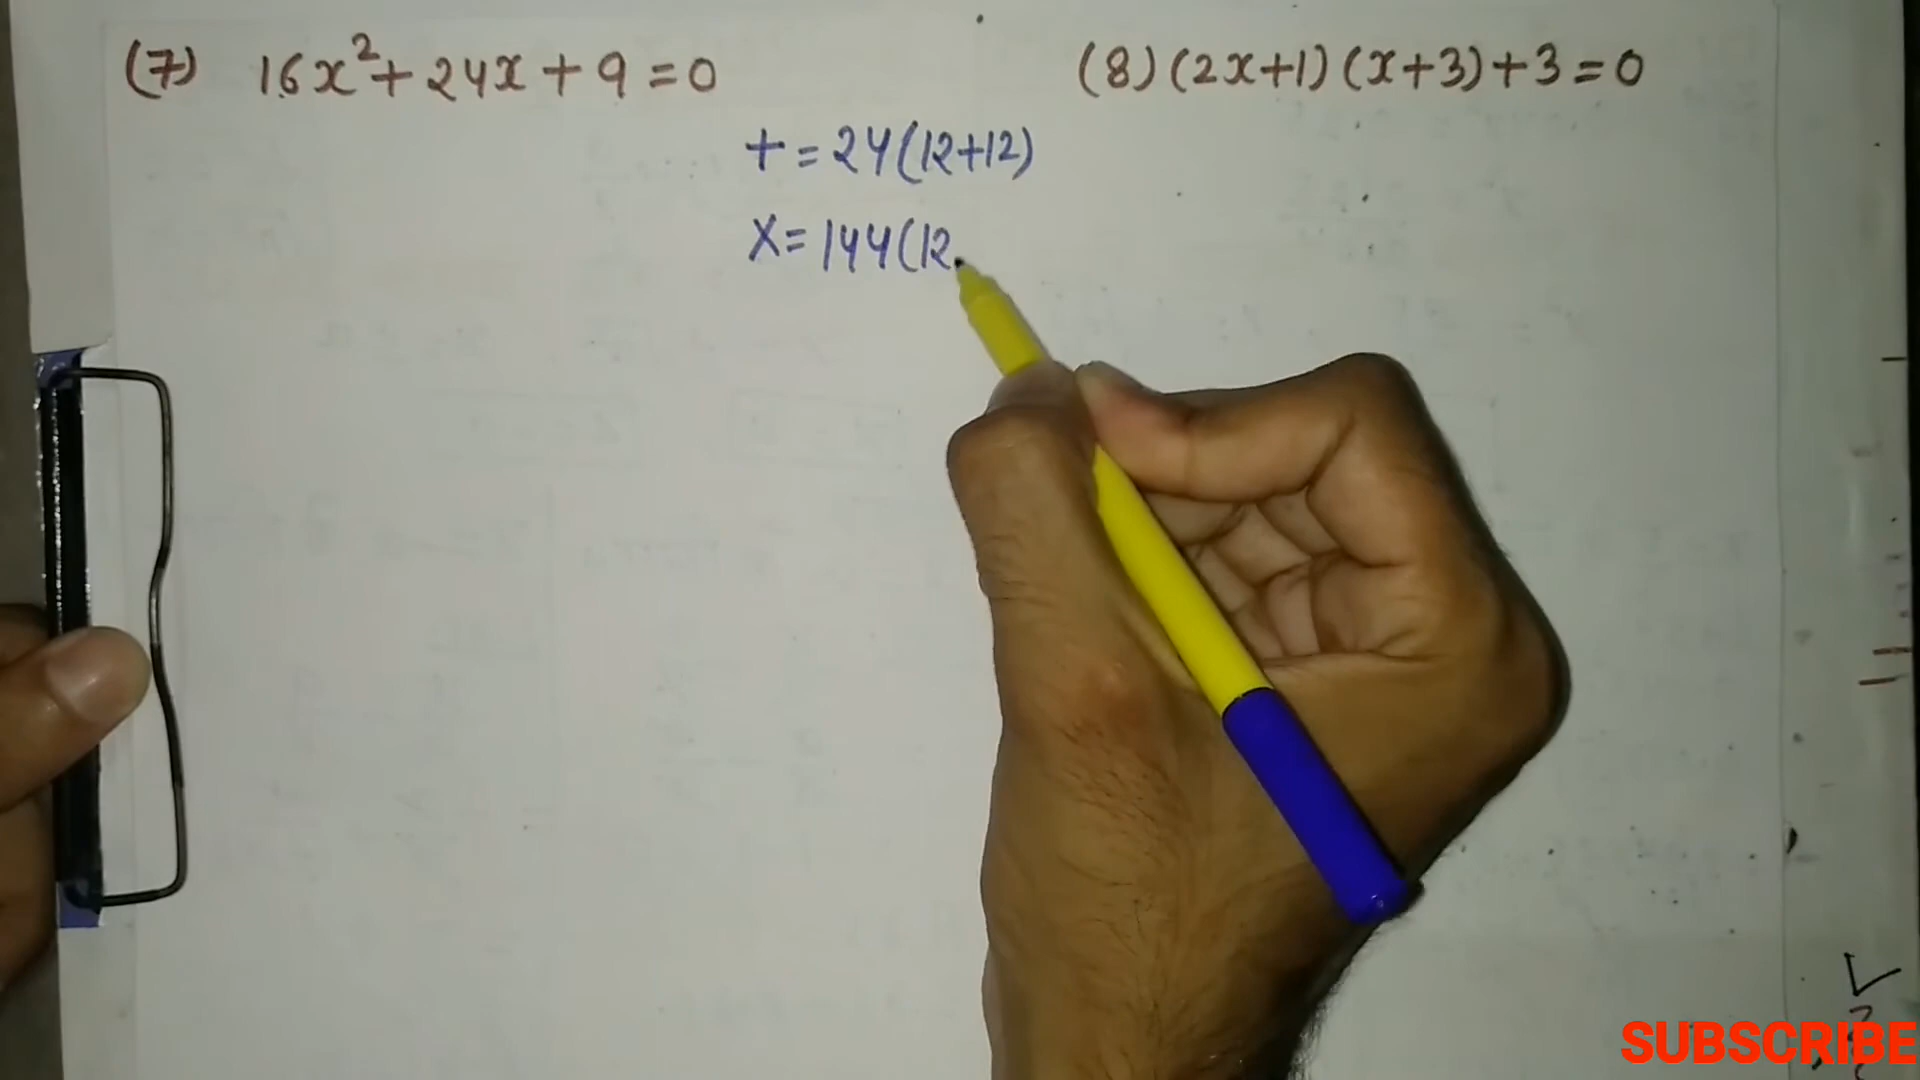 (7) 16x²+24x+9=0
(8) (2x+1) (x+3)+3=0
+ = 24(12+12)
X = 144(12
SUBSCRIBE